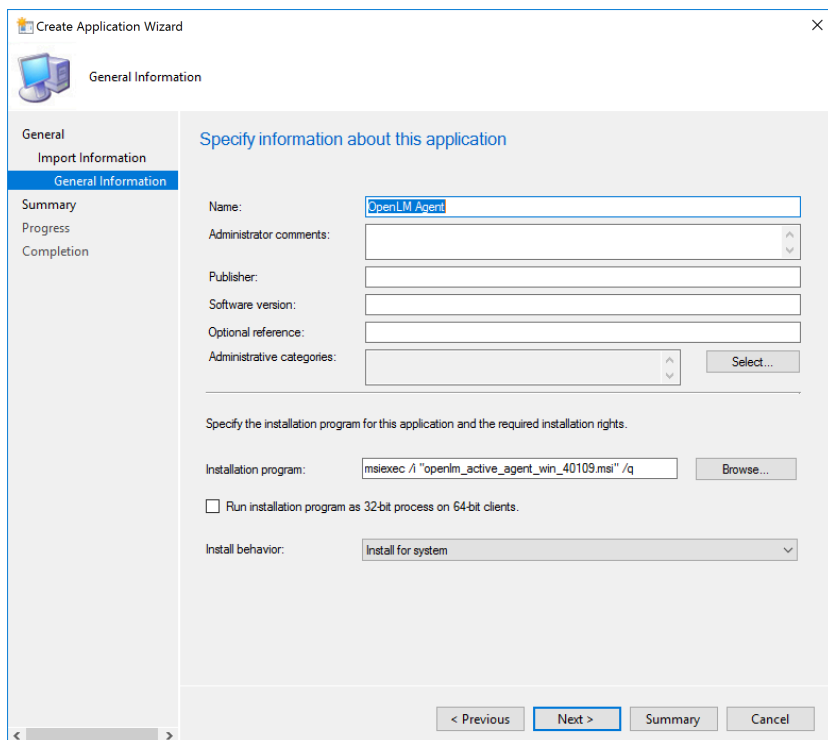 Create Application Wizard
General Information
General
Import Information
General Information
Summary
Progress
Completion
Specify information about this application
Name: OpenLM Agent
Administrator comments:
Publisher:
Software version:
Optional reference:
Administrative categories: Select...
Specify the installation program for this application and the required installation rights.
Installation program: msiexec /i "openlm_active_agent_win_40109.msi" /q Browse...
Run installation program as 32-bit process on 64-bit clients.
Install behavior: Install for system
< Previous Next > Summary Cancel